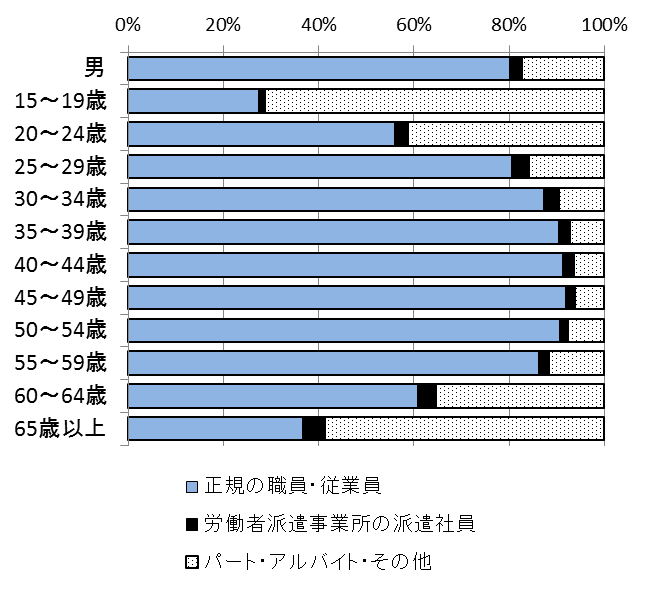 0% 20% 40% 60% 80% 100%
男
15～19歳
20～24歳
25～29歳
30～34歳
35～39歳
40～44歳
45～49歳
50～54歳
55～59歳
60～64歳
65歳以上
正規の職員・従業員
労働者派遣事業所の派遣社員
パート・アルバイト・その他